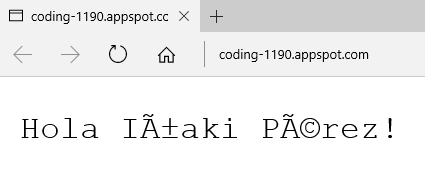 coding-1190.appspot.cc
coding-1190.appspot.com
Hola IÃ±aki PÃ©rez!